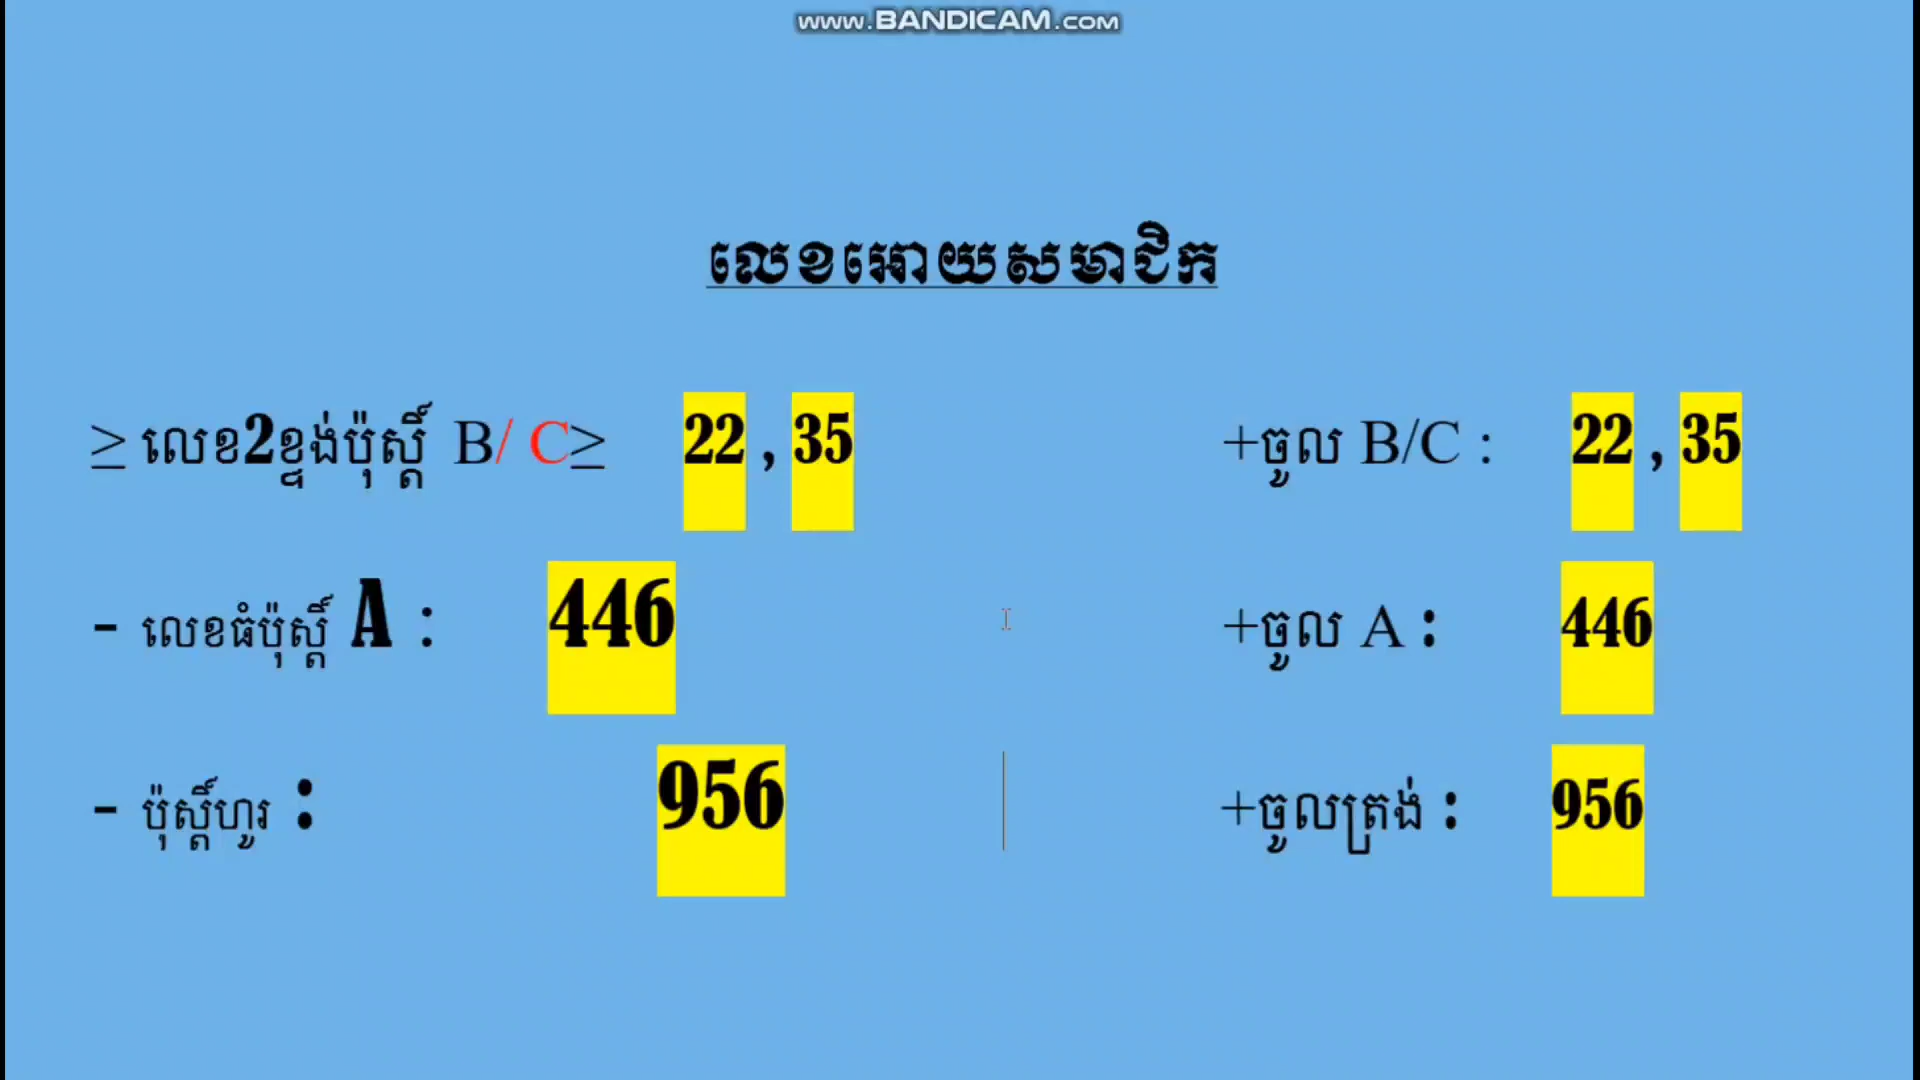 www.BANDICAM.com
លេខអោយសមាជិក
≥ លេខ2ខ្ទង់ប៉ុស្តិ៍ B/ C≥ 22 , 35 +ចូល B/C : 22 , 35
- លេខធំប៉ុស្តិ៍ A : 446 +ចូល A : 446
- ប៉ុស្តិ៍ហូរ : 956 +ចូលត្រង់ : 956